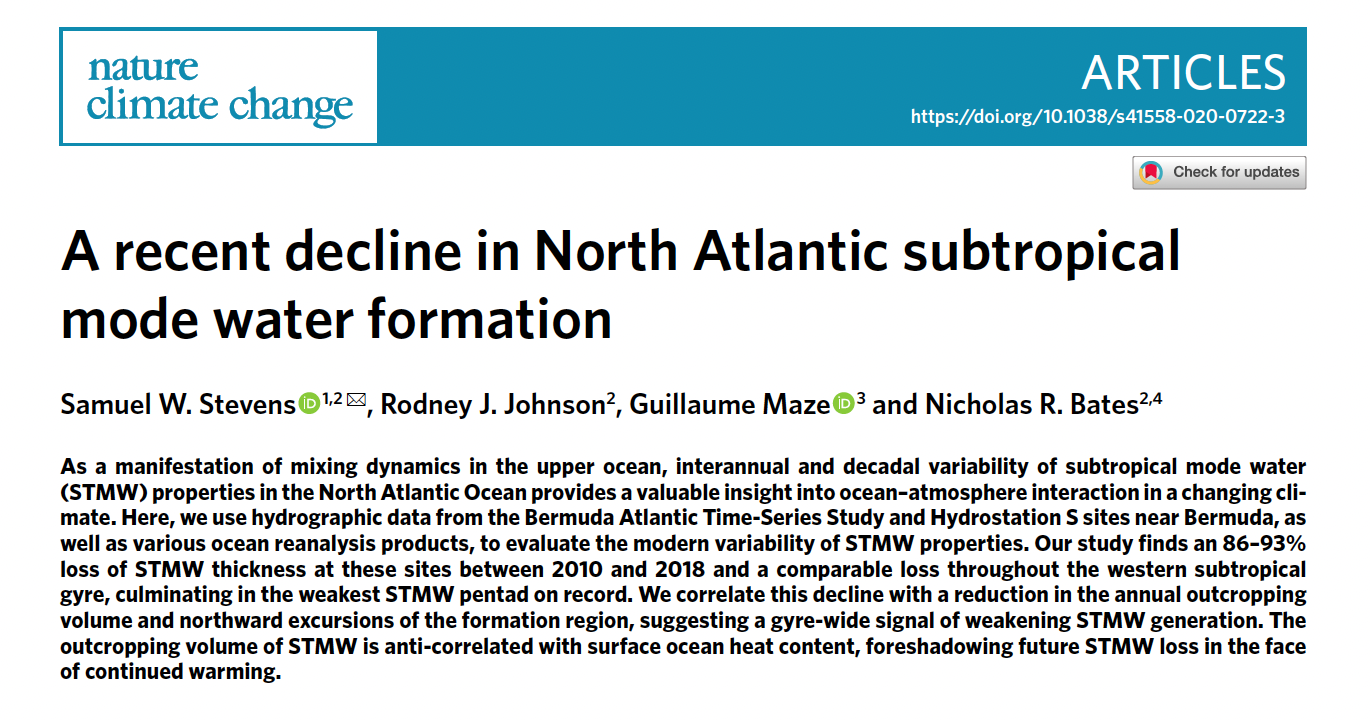 nature
climate change
ARTICLES
https://doi.org/10.1038/s41558-020-0722-3
Check for updates
A recent decline in North Atlantic subtropical
mode water formation
Samuel W. Stevens iD 1,2 ✉, Rodney J. Johnson2, Guillaume Maze iD 3 and Nicholas R. Bates2,4
As a manifestation of mixing dynamics in the upper ocean, interannual and decadal variability of subtropical mode water
(STMW) properties in the North Atlantic Ocean provides a valuable insight into ocean–atmosphere interaction in a changing cli-
mate. Here, we use hydrographic data from the Bermuda Atlantic Time-Series Study and Hydrostation S sites near Bermuda, as
well as various ocean reanalysis products, to evaluate the modern variability of STMW properties. Our study finds an 86–93%
loss of STMW thickness at these sites between 2010 and 2018 and a comparable loss throughout the western subtropical
gyre, culminating in the weakest STMW pentad on record. We correlate this decline with a reduction in the annual outcropping
volume and northward excursions of the formation region, suggesting a gyre-wide signal of weakening STMW generation. The
outcropping volume of STMW is anti-correlated with surface ocean heat content, foreshadowing future STMW loss in the face
of continued warming.